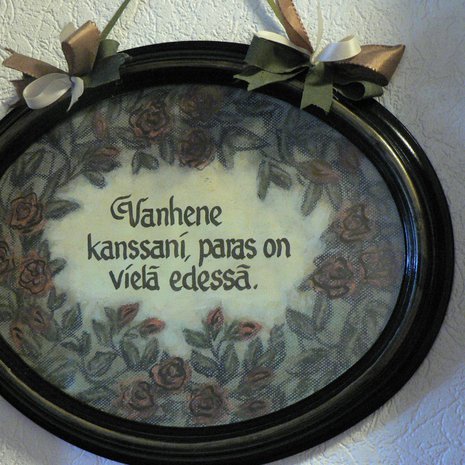 Vanhene
kanssani, paras on
vielä edessä.